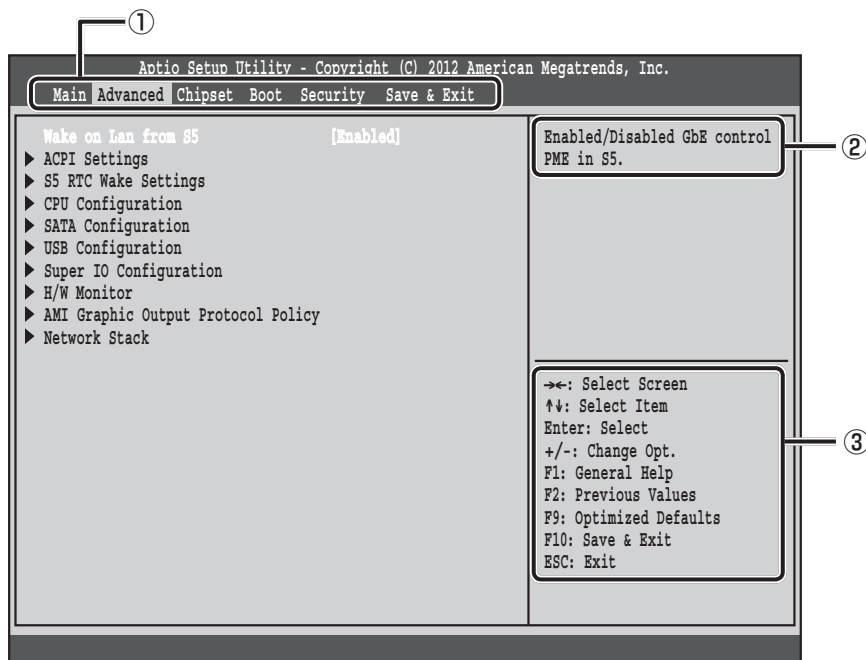 ①
Aptio Setup Utility - Copyright (C) 2012 American Megatrends, Inc.
Main Advanced Chipset Boot Security Save & Exit
Wake on Lan from S5 [Enabled]
▶ ACPI Settings
▶ S5 RTC Wake Settings
▶ CPU Configuration
▶ SATA Configuration
▶ USB Configuration
▶ Super IO Configuration
▶ H/W Monitor
▶ AMI Graphic Output Protocol Policy
▶ Network Stack
Enabled/Disabled GbE control
PME in S5.
②
→←: Select Screen
↑↓: Select Item
Enter: Select
+/-: Change Opt.
F1: General Help
F2: Previous Values
F9: Optimized Defaults
F10: Save & Exit
ESC: Exit
③